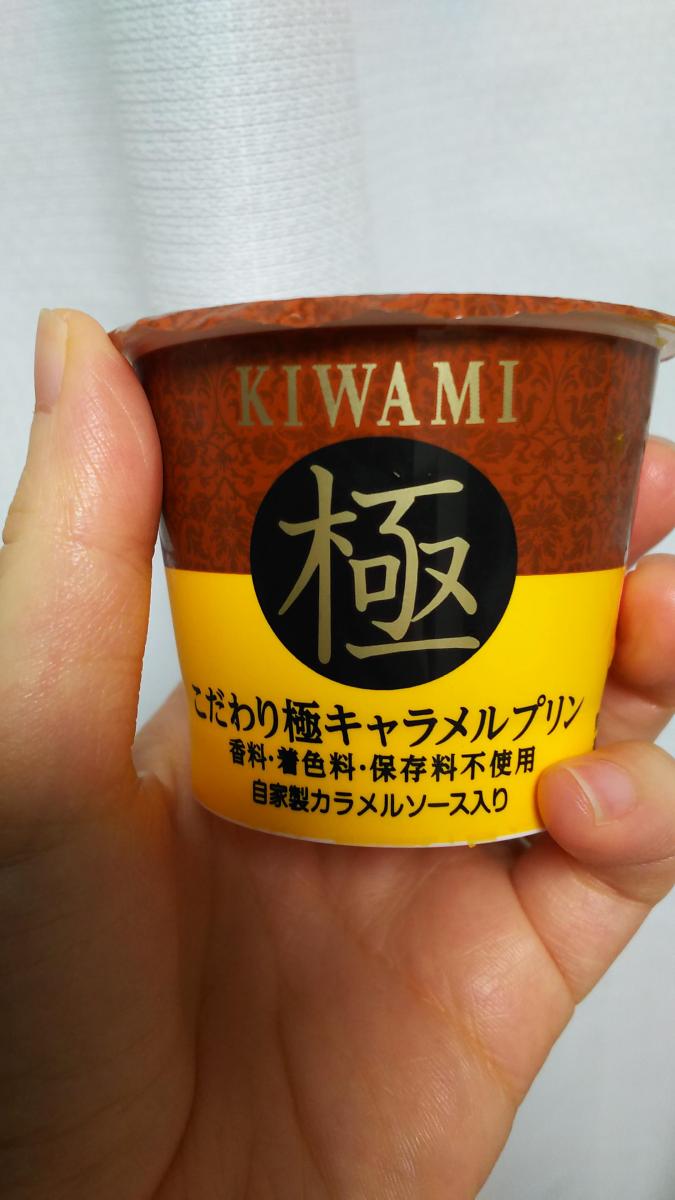 KIWAMI
極
こだわり極キャラメルプリン
香料・着色料・保存料不使用
自家製カラメルソース入り